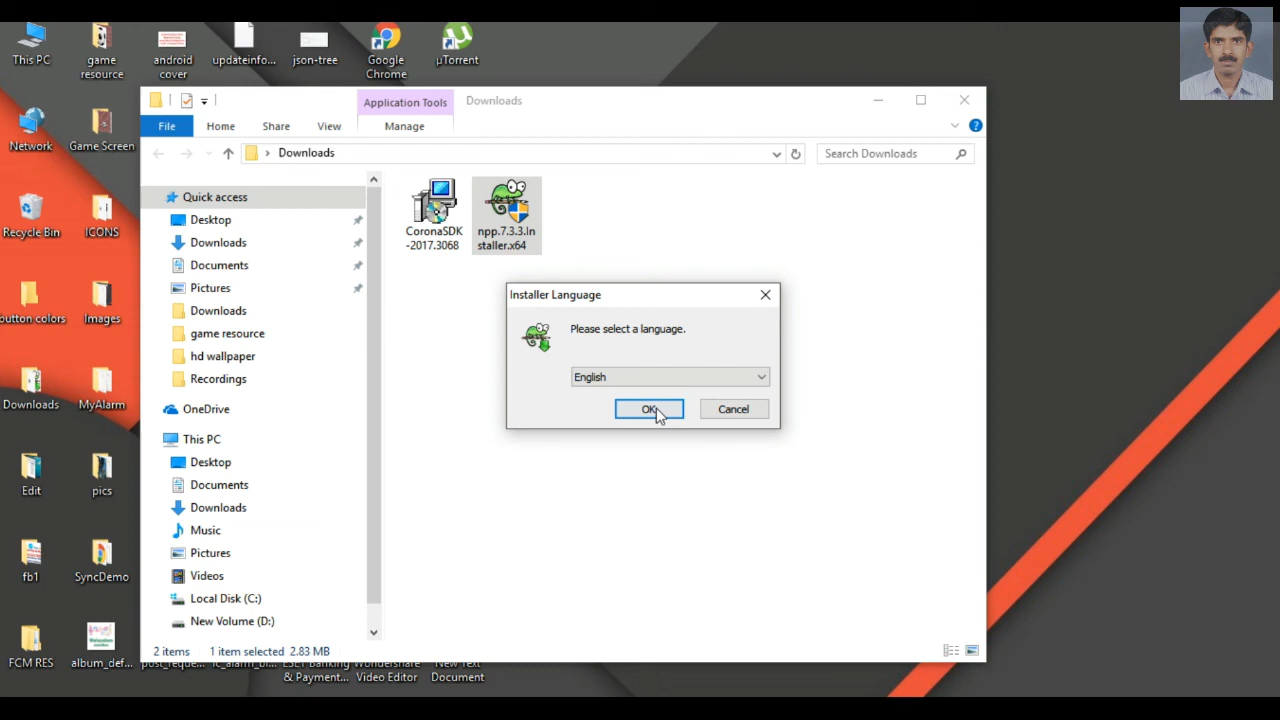 This PC
game
resource
android
cover
updateinfo...
json-tree
Google
Chrome
µTorrent
Network
Game Screen
Recycle Bin
ICONS
button colors
Images
Downloads
MyAlarm
Edit
pics
fb1
SyncDemo
FCM RES
album_def...
& Payment...
Wondershare
Video Editor
New Text
Document
Application Tools
Downloads
File
Home
Share
View
Manage
Downloads
Search Downloads
Quick access
Desktop
Downloads
Documents
Pictures
Downloads
game resource
hd wallpaper
Recordings
OneDrive
This PC
Desktop
Documents
Downloads
Music
Pictures
Videos
Local Disk (C:)
New Volume (D:)
CoronaSDK
-2017.3068
npp.7.3.3.In
staller.x64
Installer Language
Please select a language.
English
OK
Cancel
2 items
1 item selected 2.83 MB